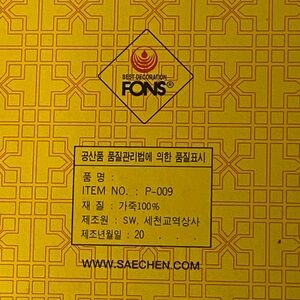 BEST DECORATION
FONS®
공산품 품질관리법에 의한 품질표시
품 명 :
ITEM NO. : P-009
재 질 : 가죽100%
제조원 : SW, 세천교역상사
제조년월일 : 20 . . .
WWW.SAECHEN.COM